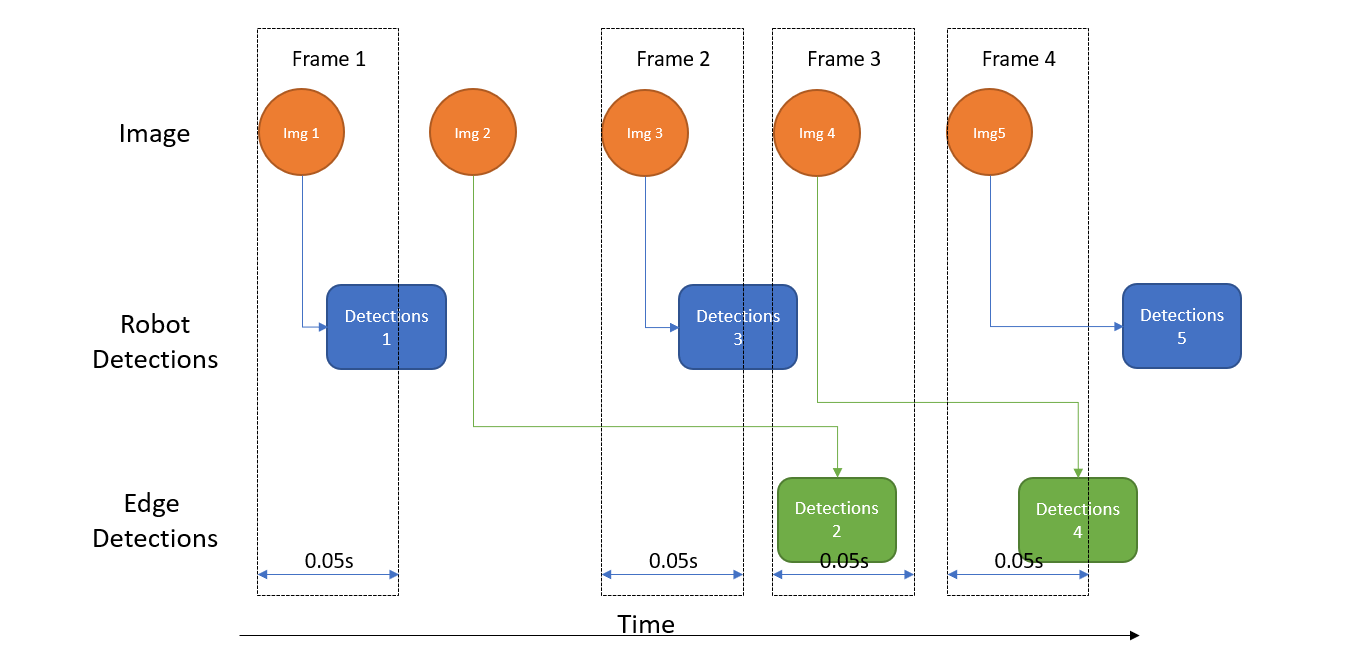 Frame 1
Frame 2
Frame 3
Frame 4
Image
Img 1
Img 2
Img 3
Img 4
Img5
Robot
Detections
Detections
1
Detections
3
Detections
5
Edge
Detections
Detections
2
Detections
4
0.05s
0.05s
0.05s
0.05s
Time